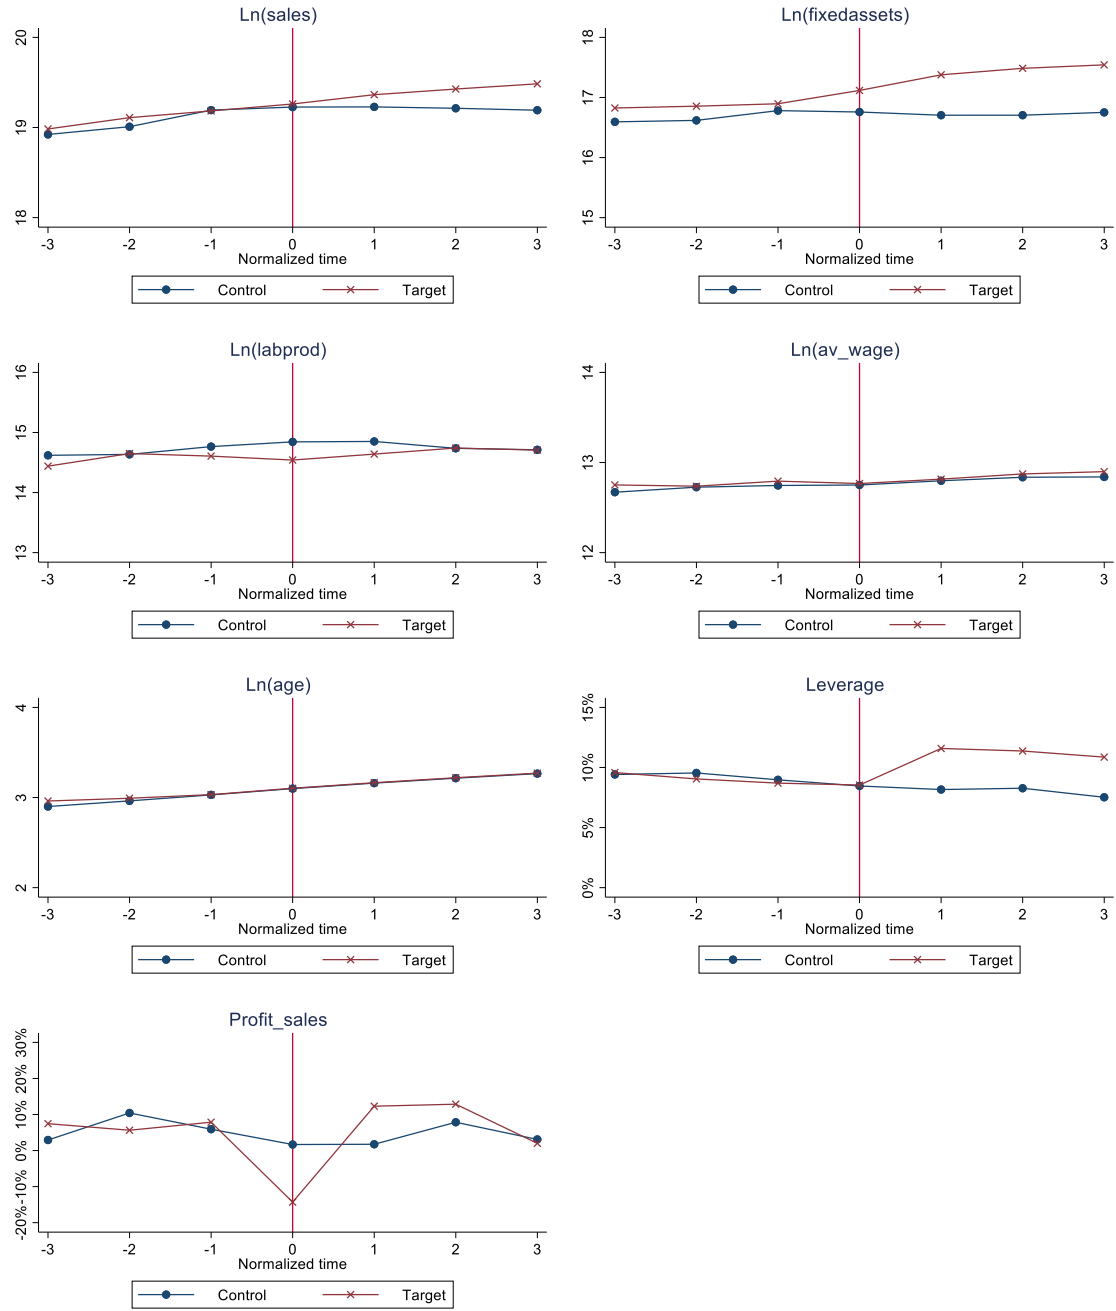 Ln(sales)
20
19
18
-3 -2 -1 0 1 2 3
Normalized time
Control Target
Ln(fixedassets)
18
17
16
15
-3 -2 -1 0 1 2 3
Normalized time
Control Target
Ln(labprod)
16
15
14
13
-3 -2 -1 0 1 2 3
Normalized time
Control Target
Ln(av_wage)
14
13
12
-3 -2 -1 0 1 2 3
Normalized time
Control Target
Ln(age)
4
3
2
-3 -2 -1 0 1 2 3
Normalized time
Control Target
Leverage
15%
10%
5%
0%
-3 -2 -1 0 1 2 3
Normalized time
Control Target
Profit_sales
30%
20%
10%
0%
-10%
-20%
-3 -2 -1 0 1 2 3
Normalized time
Control Target